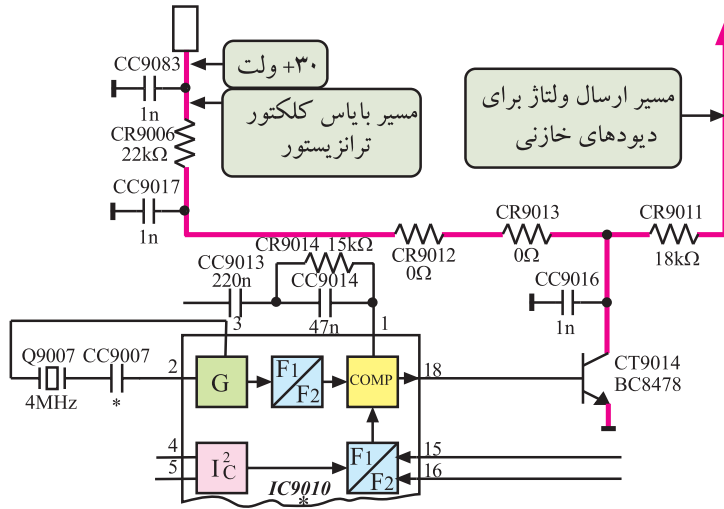 CC9083
1n
+۳۰ ولت
مسیر بایاس کلکتور
ترانزیستور
مسیر ارسال ولتاژ برای
دیودهای خازنی
CR9006
22kΩ
CC9017
1n
CR9014 15kΩ
CR9012
0Ω
CR9013
0Ω
CR9011
18kΩ
CC9013
220n
CC9014
47n
CC9016
1n
3
1
Q9007
4MHz
CC9007
*
2
G
F1
F2
COMP
18
CT9014
BC8478
4
5
I²C
F1
F2
15
16
IC9010
*